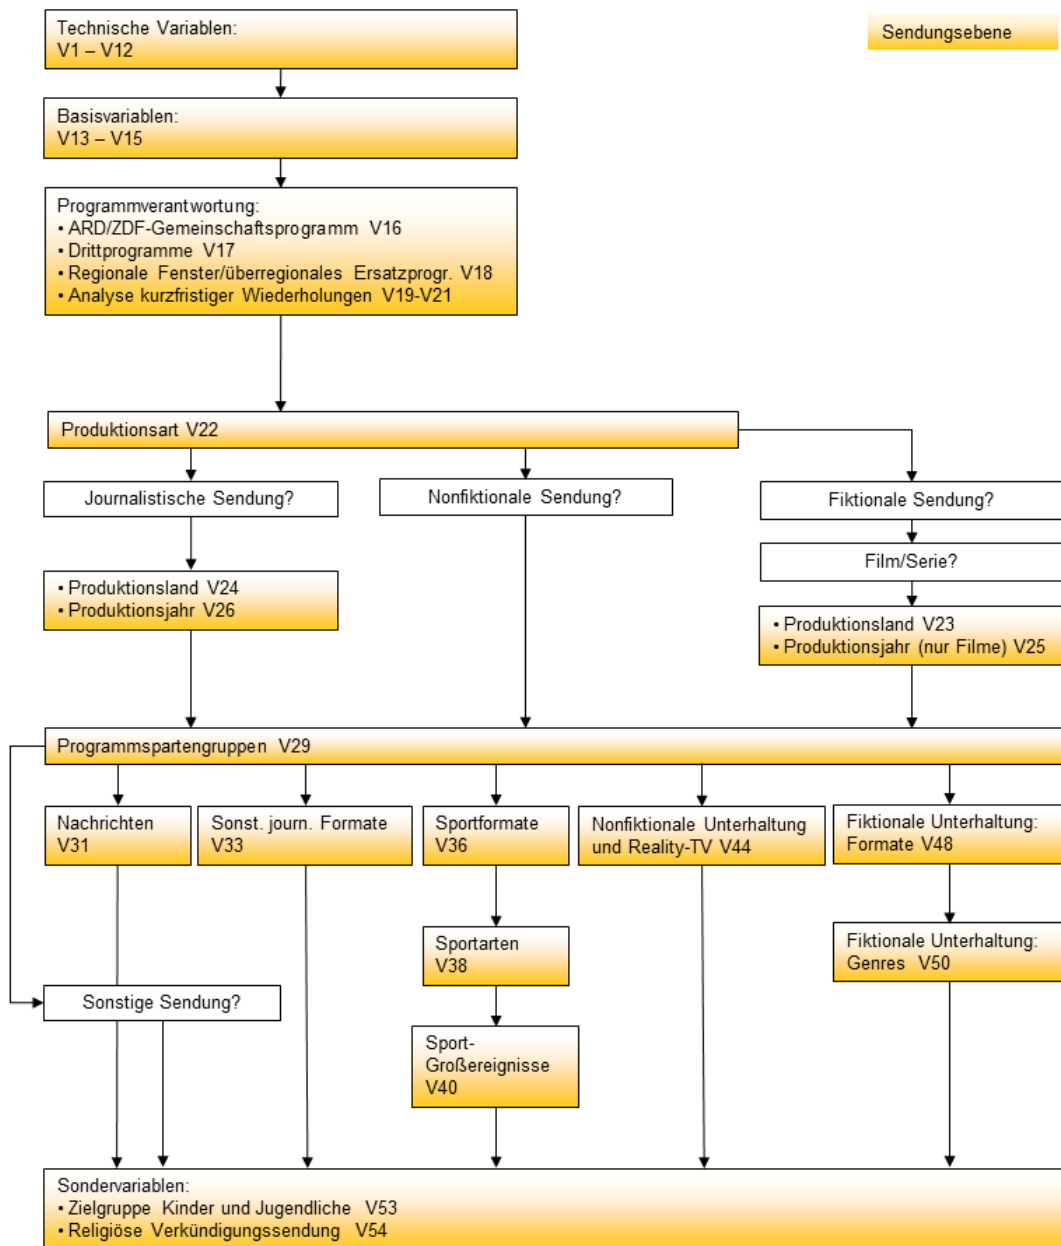 Technische Variablen:
V1 – V12
Sendungsebene
Basisvariablen:
V13 – V15
Programmverantwortung:
• ARD/ZDF-Gemeinschaftsprogramm V16
• Drittprogramme V17
• Regionale Fenster/überregionales Ersatzprogr. V18
• Analyse kurzfristiger Wiederholungen V19-V21
Produktionsart V22
Journalistische Sendung?
Nonfiktionale Sendung?
Fiktionale Sendung?
Film/Serie?
• Produktionsland V24
• Produktionsjahr V26
• Produktionsland V23
• Produktionsjahr (nur Filme) V25
Programmspartengruppen V29
Nachrichten
V31
Sonst. journ. Formate
V33
Sportformate
V36
Nonfiktionale Unterhaltung
und Reality-TV V44
Fiktionale Unterhaltung:
Formate V48
Sportarten
V38
Fiktionale Unterhaltung:
Genres V50
Sonstige Sendung?
Sport-
Großereignisse
V40
Sondervariablen:
• Zielgruppe Kinder und Jugendliche V53
• Religiöse Verkündigungssendung V54